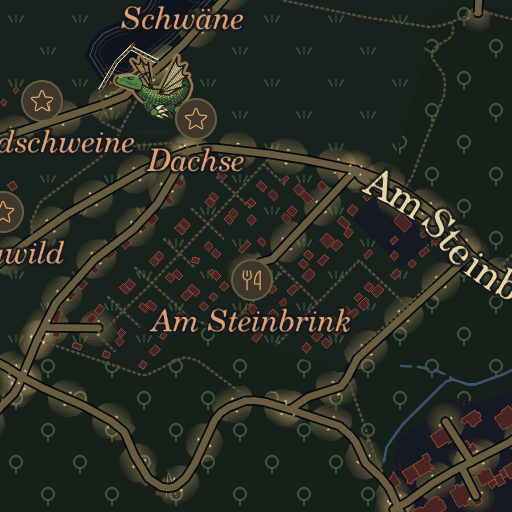 Schwäne
dschweine
Dachse
Am Steinb
wild
Am Steinbrink